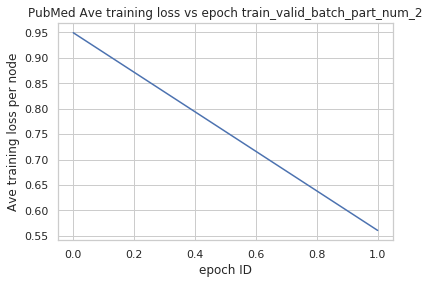 PubMed Ave training loss vs epoch train_valid_batch_part_num_2
Ave training loss per node
0.95
0.90
0.85
0.80
0.75
0.70
0.65
0.60
0.55
0.0 0.2 0.4 0.6 0.8 1.0
epoch ID